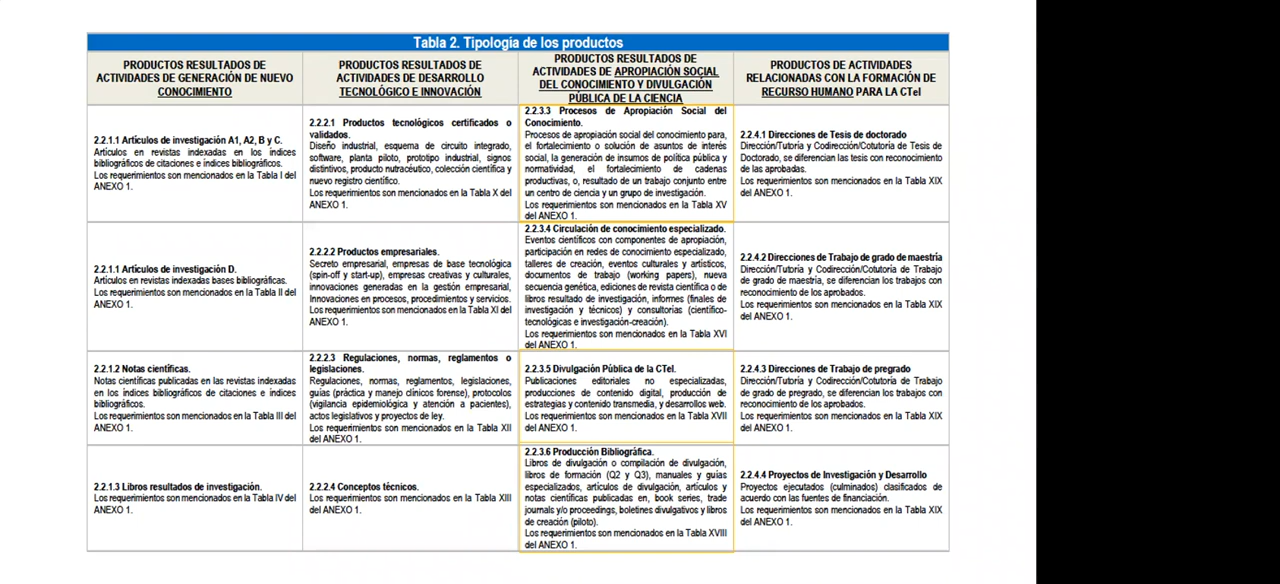 Tabla 2. Tipología de los productos
PRODUCTOS RESULTADOS DE
ACTIVIDADES DE GENERACIÓN DE NUEVO
CONOCIMIENTO
PRODUCTOS RESULTADOS DE
ACTIVIDADES DE DESARROLLO
TECNOLÓGICO E INNOVACIÓN
PRODUCTOS RESULTADOS DE
ACTIVIDADES DE APROPIACIÓN SOCIAL
DEL CONOCIMIENTO Y DIVULGACIÓN
PÚBLICA DE LA CIENCIA
PRODUCTOS DE ACTIVIDADES
RELACIONADAS CON LA FORMACIÓN DE
RECURSO HUMANO PARA LA CTeI
2.2.1.1 Artículos de investigación A1, A2, B y C.
Artículos en revistas indexadas en los índices
bibliográficos de citaciones e índices bibliográficos.
Los requerimientos son mencionados en la Tabla I del
ANEXO 1.
2.2.2.1 Productos tecnológicos certificados o
validados.
Diseño industrial, esquema de circuito integrado,
software, planta piloto, prototipo industrial, signos
distintivos, producto nutracéutico, colección científica y
nuevo registro científico.
Los requerimientos son mencionados en la Tabla X del
ANEXO 1.
2.2.3.3 Procesos de Apropiación Social del
Conocimiento.
Procesos de apropiación social del conocimiento para,
el fortalecimiento o solución de asuntos de interés
social, la generación de insumos de política pública y
normatividad, el fortalecimiento de cadenas
productivas, o, resultado de un trabajo conjunto entre
un centro de ciencia y un grupo de investigación.
Los requerimientos son mencionados en la Tabla XV
del ANEXO 1.
2.2.4.1 Direcciones de Tesis de doctorado
Dirección/Tutoría y Codirección/Cotutoría de Tesis de
Doctorado, se diferencian las tesis con reconocimiento
de las aprobadas.
Los requerimientos son mencionados en la Tabla XIX
del ANEXO 1.
2.2.1.1 Artículos de investigación D.
Artículos en revistas indexadas bases bibliográficas.
Los requerimientos son mencionados en la Tabla II del
ANEXO 1.
2.2.2.2 Productos empresariales.
Secreto empresarial, empresas de base tecnológica
(spin-off y start-up), empresas creativas y culturales,
innovaciones generadas en la gestión empresarial,
Innovaciones en procesos, procedimientos y servicios.
Los requerimientos son mencionados en la Tabla XI del
ANEXO 1.
2.2.3.4 Circulación de conocimiento especializado.
Eventos científicos con componentes de apropiación,
participación en redes de conocimiento especializado,
talleres de creación, eventos culturales y artísticos,
documentos de trabajo (working papers), nueva
secuencia genética, ediciones de revista científica o de
libros resultado de investigación, informes (finales de
investigación y técnicos) y consultorías (científico-
tecnológicas e investigación-creación).
Los requerimientos son mencionados en la Tabla XVI
del ANEXO 1.
2.2.4.2 Direcciones de Trabajo de grado de maestría
Dirección/Tutoría y Codirección/Cotutoría de Trabajo
de grado de maestría, se diferencian los trabajos con
reconocimiento de los aprobados.
Los requerimientos son mencionados en la Tabla XIX
del ANEXO 1.
2.2.1.2 Notas científicas.
Notas científicas publicadas en las revistas indexadas
en los índices bibliográficos de citaciones e índices
bibliográficos.
Los requerimientos son mencionados en la Tabla III del
ANEXO 1.
2.2.2.3 Regulaciones, normas, reglamentos o
legislaciones.
Regulaciones, normas, reglamentos, legislaciones,
guías (práctica y manejo clínicos forense), protocolos
(vigilancia epidemiológica y atención a pacientes),
actos legislativos y proyectos de ley.
Los requerimientos son mencionados en la Tabla XII
del ANEXO 1.
2.2.3.5 Divulgación Pública de la CTeI.
Publicaciones editoriales no especializadas,
producciones de contenido digital, producción de
estrategias y contenido transmedia, y desarrollos web.
Los requerimientos son mencionados en la Tabla XVII
del ANEXO 1.
2.2.4.3 Direcciones de Trabajo de pregrado
Dirección/Tutoría y Codirección/Cotutoría de Trabajo
de grado de pregrado, se diferencian los trabajos con
reconocimiento de los aprobados.
Los requerimientos son mencionados en la Tabla XIX
del ANEXO 1.
2.2.1.3 Libros resultados de investigación.
Los requerimientos son mencionados en la Tabla IV del
ANEXO 1.
2.2.2.4 Conceptos técnicos.
Los requerimientos son mencionados en la Tabla XIII
del ANEXO 1.
2.2.3.6 Producción Bibliográfica.
Libros de divulgación o compilación de divulgación,
libros de formación (Q2 y Q3), manuales y guías
especializados, artículos de divulgación, artículos y
notas científicas publicadas en, book series, trade
journals y/o proceedings, boletines divulgativos y libros
de creación (piloto).
Los requerimientos son mencionados en la Tabla XVIII
del ANEXO 1.
2.2.4.4 Proyectos de Investigación y Desarrollo
Proyectos ejecutados (culminados) clasificados de
acuerdo con las fuentes de financiación.
Los requerimientos son mencionados en la Tabla XIX
del ANEXO 1.